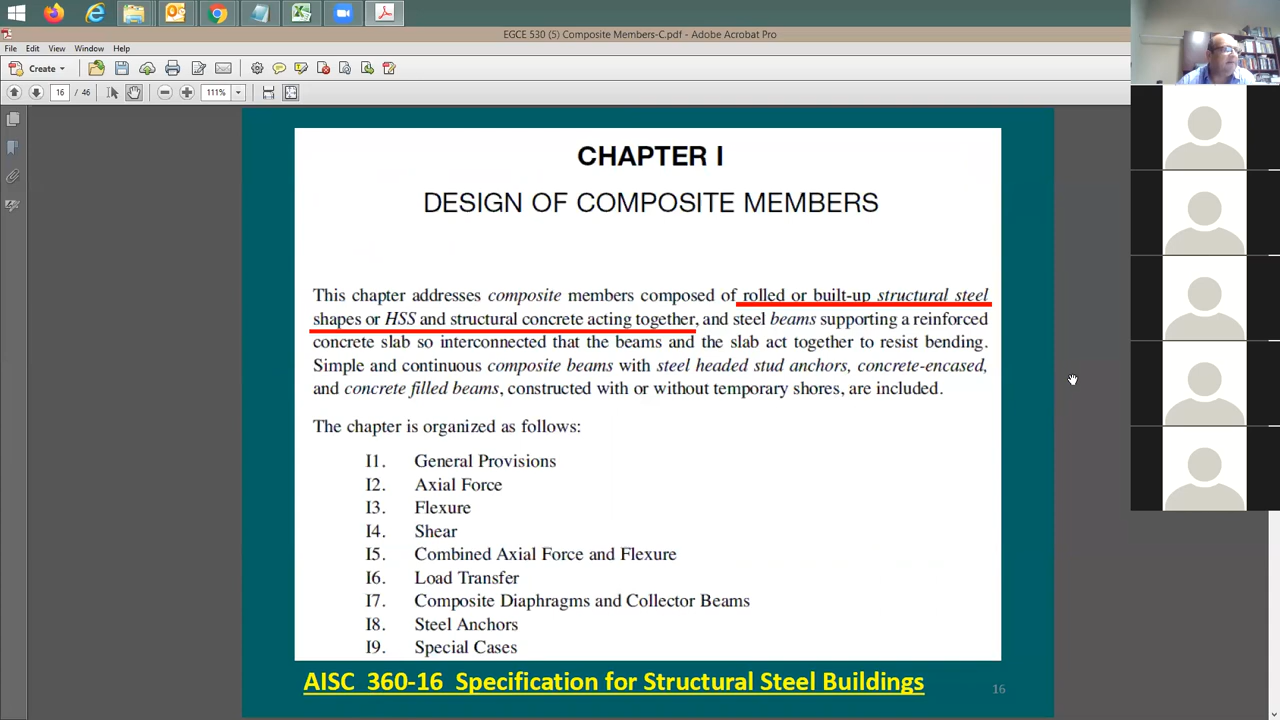 EGCE 530 (5) Composite Members-C.pdf - Adobe Acrobat Pro
File Edit View Window Help
Create
16 / 46 111%
CHAPTER I
DESIGN OF COMPOSITE MEMBERS
This chapter addresses composite members composed of rolled or built-up structural steel
shapes or HSS and structural concrete acting together, and steel beams supporting a reinforced
concrete slab so interconnected that the beams and the slab act together to resist bending.
Simple and continuous composite beams with steel headed stud anchors, concrete-encased,
and concrete filled beams, constructed with or without temporary shores, are included.
The chapter is organized as follows:
I1. General Provisions
I2. Axial Force
I3. Flexure
I4. Shear
I5. Combined Axial Force and Flexure
I6. Load Transfer
I7. Composite Diaphragms and Collector Beams
I8. Steel Anchors
I9. Special Cases
AISC 360-16 Specification for Structural Steel Buildings
16